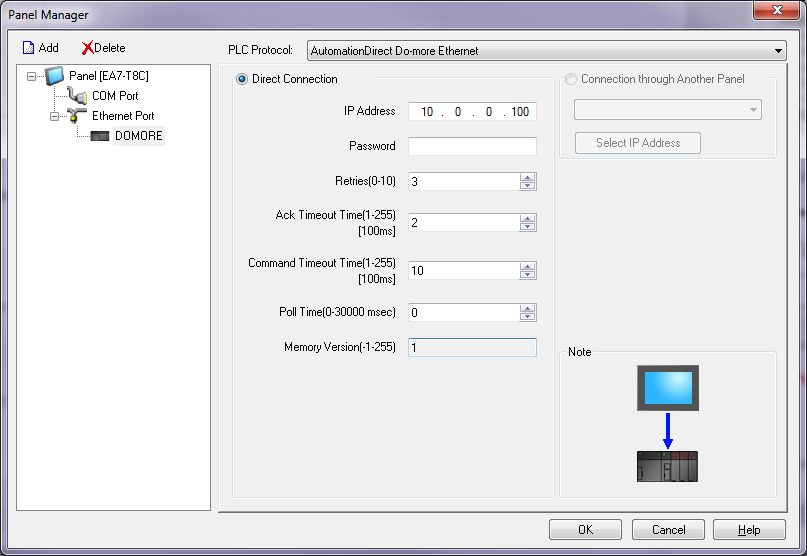 Panel Manager
Add Delete
PLC Protocol: AutomationDirect Do-more Ethernet
Panel [EA7-T8C]
COM Port
Ethernet Port
DOMORE
Direct Connection
IP Address 10 . 0 . 0 . 100
Password
Retries(0-10) 3
Ack Timeout Time(1-255)
[100ms]
2
Command Timeout Time(1-255)
[100ms]
10
Poll Time(0-30000 msec) 0
Memory Version(-1-255) 1
Connection through Another Panel
Select IP Address
Note
OK Cancel Help